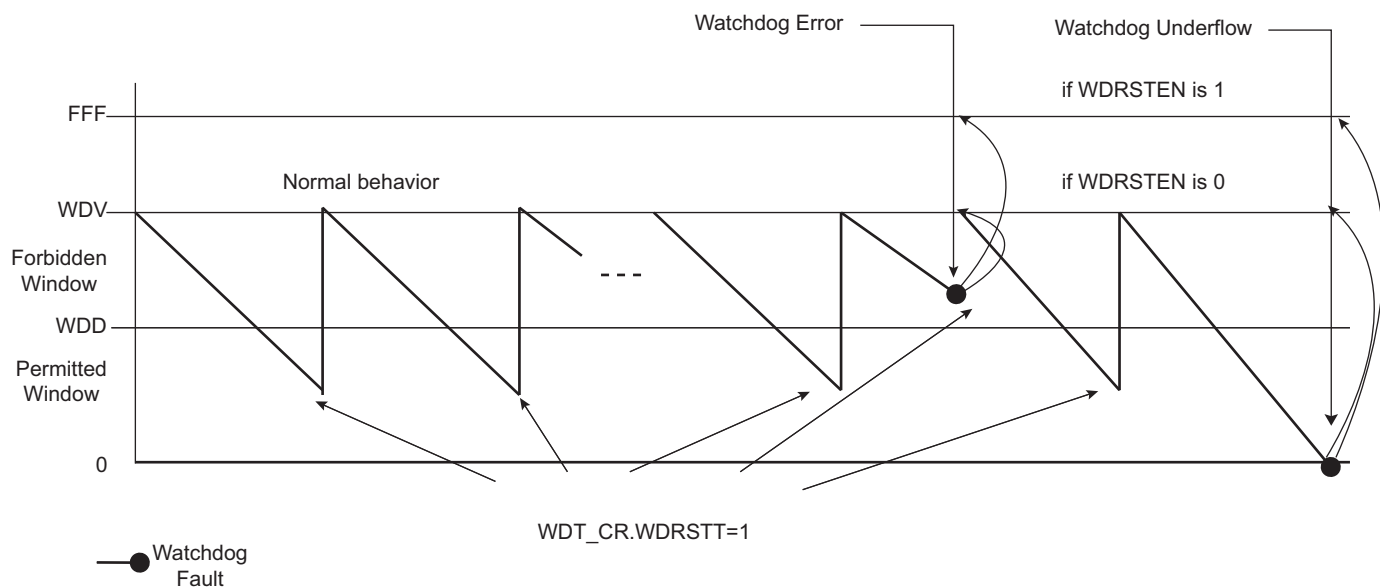 Watchdog Error
Watchdog Underflow
if WDRSTEN is 1
FFF
Normal behavior
if WDRSTEN is 0
WDV
Forbidden
Window
WDD
Permitted
Window
0
WDT_CR.WDRSTT=1
Watchdog
Fault